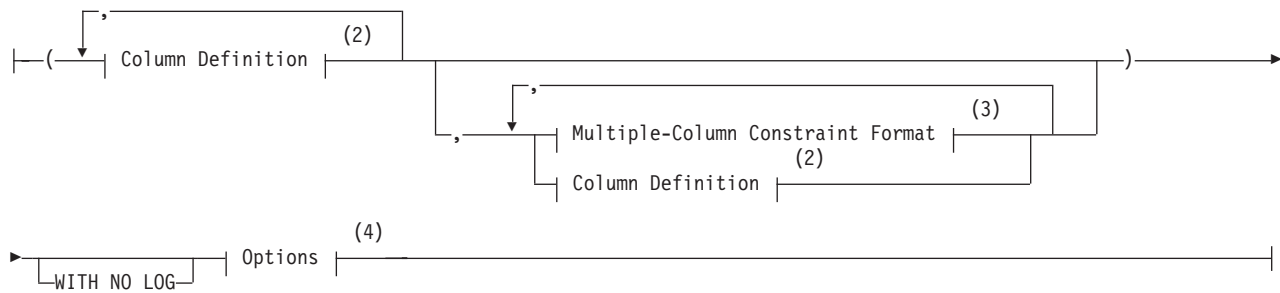 ,
(2)
( Column Definition )
,
(3)
, Multiple-Column Constraint Format
(2)
Column Definition
(4)
Options
WITH NO LOG